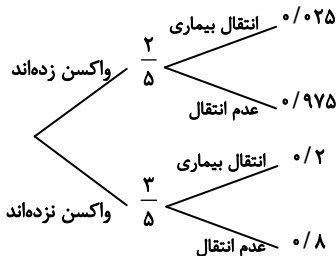 انتقال بیماری ۰/۰۲۵
واکسن زده‌اند ۲/۵
عدم انتقال ۰/۹۷۵
انتقال بیماری ۰/۲
واکسن نزده‌اند ۳/۵
عدم انتقال ۰/۸